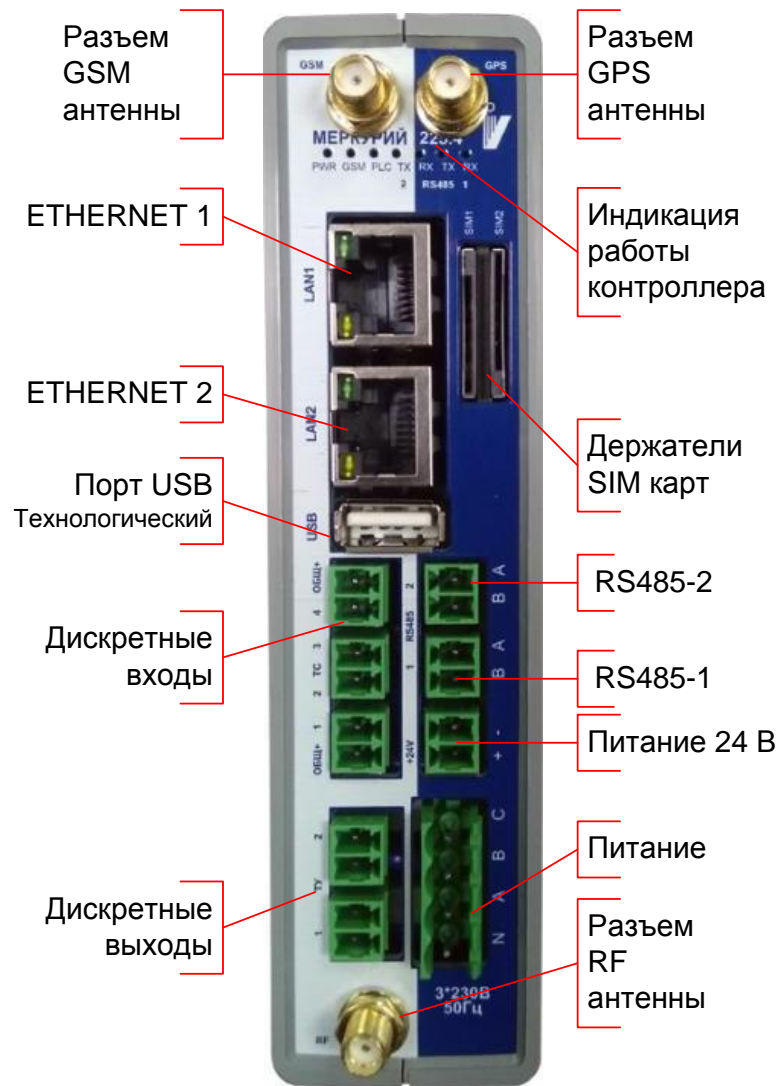 Разъем
GSM
антенны
Разъем
GPS
антенны
GSM
GPS
МЕРКУРИЙ
PWR GSM PLC TX RX TX RX
2 RS485 1
ETHERNET 1
Индикация
работы
контроллера
SIM1
SIM2
LAN1
ETHERNET 2
LAN2
Держатели
SIM карт
Порт USB
Технологический
USB
ОБЩ+
4
3
ТС
2
1
ОБЩ+
2
RS485
1
+24V
A
B
A
B
-
+
RS485-2
Дискретные
входы
RS485-1
Питание 24 В
2
ТУ
1
C
B
A
N
Питание
Дискретные
выходы
Разъем
RF
антенны
3*230В
50Гц
RF